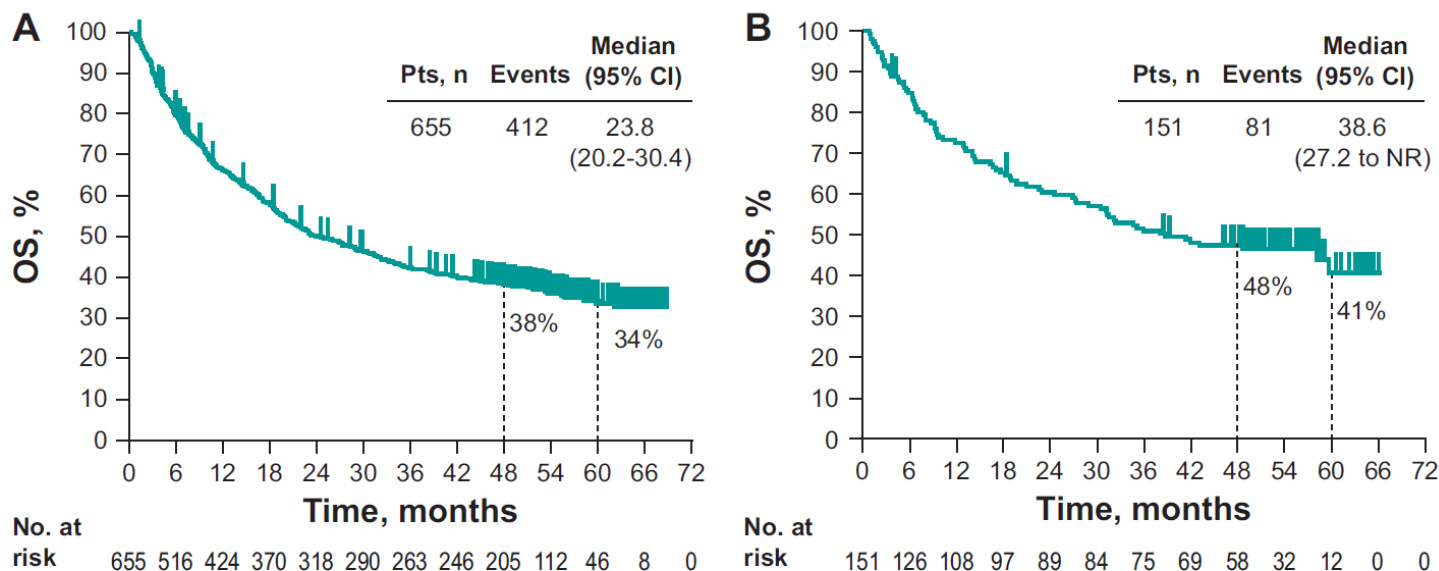 A
OS, %
100
90
80
70
60
50
40
30
20
10
0
Pts, n Events Median (95% CI)
655 412 23.8
(20.2-30.4)
38%
34%
0 6 12 18 24 30 36 42 48 54 60 66 72
Time, months
No. at
risk 655 516 424 370 318 290 263 246 205 112 46 8 0
B
OS, %
100
90
80
70
60
50
40
30
20
10
0
Pts, n Events Median (95% CI)
151 81 38.6
(27.2 to NR)
48%
41%
0 6 12 18 24 30 36 42 48 54 60 66 72
Time, months
No. at
risk 151 126 108 97 89 84 75 69 58 32 12 0 0